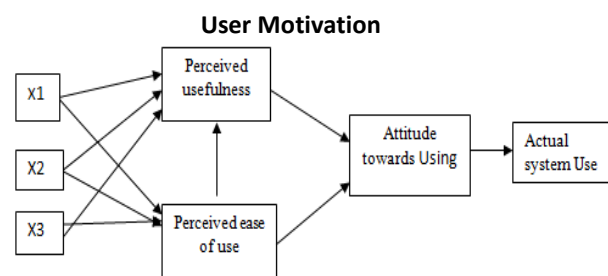 User Motivation
Perceived
usefulness
X1
Attitude
towards Using
Actual
system Use
X2
X3
Perceived ease
of use